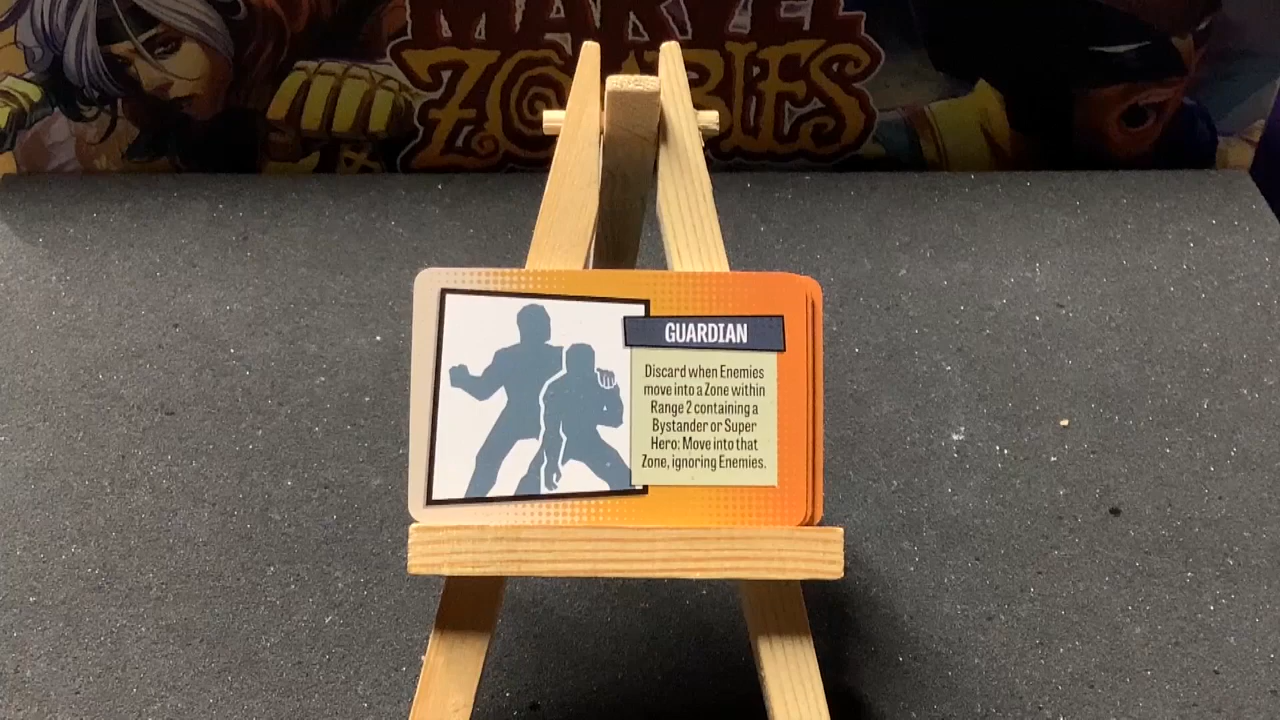 MARVEL
ZOMBIES
GUARDIAN
Discard when Enemies
move into a Zone within
Range 2 containing a
Bystander or Super
Hero: Move into that
Zone, ignoring Enemies.